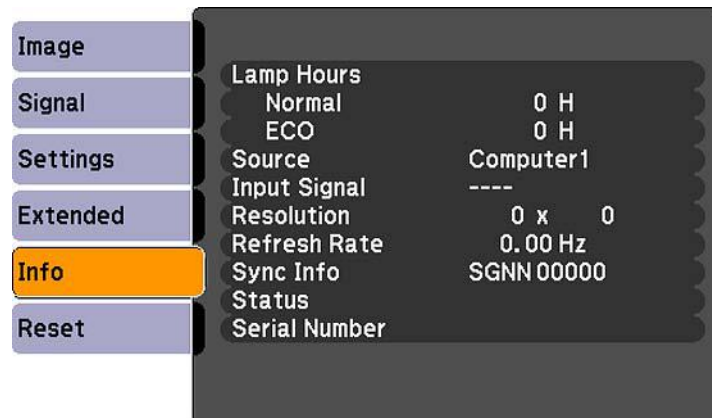 Image
Signal
Settings
Extended
Info
Reset
Lamp Hours
Normal 0 H
ECO 0 H
Source Computer1
Input Signal ----
Resolution 0 x 0
Refresh Rate 0.00 Hz
Sync Info SGNN 00000
Status
Serial Number